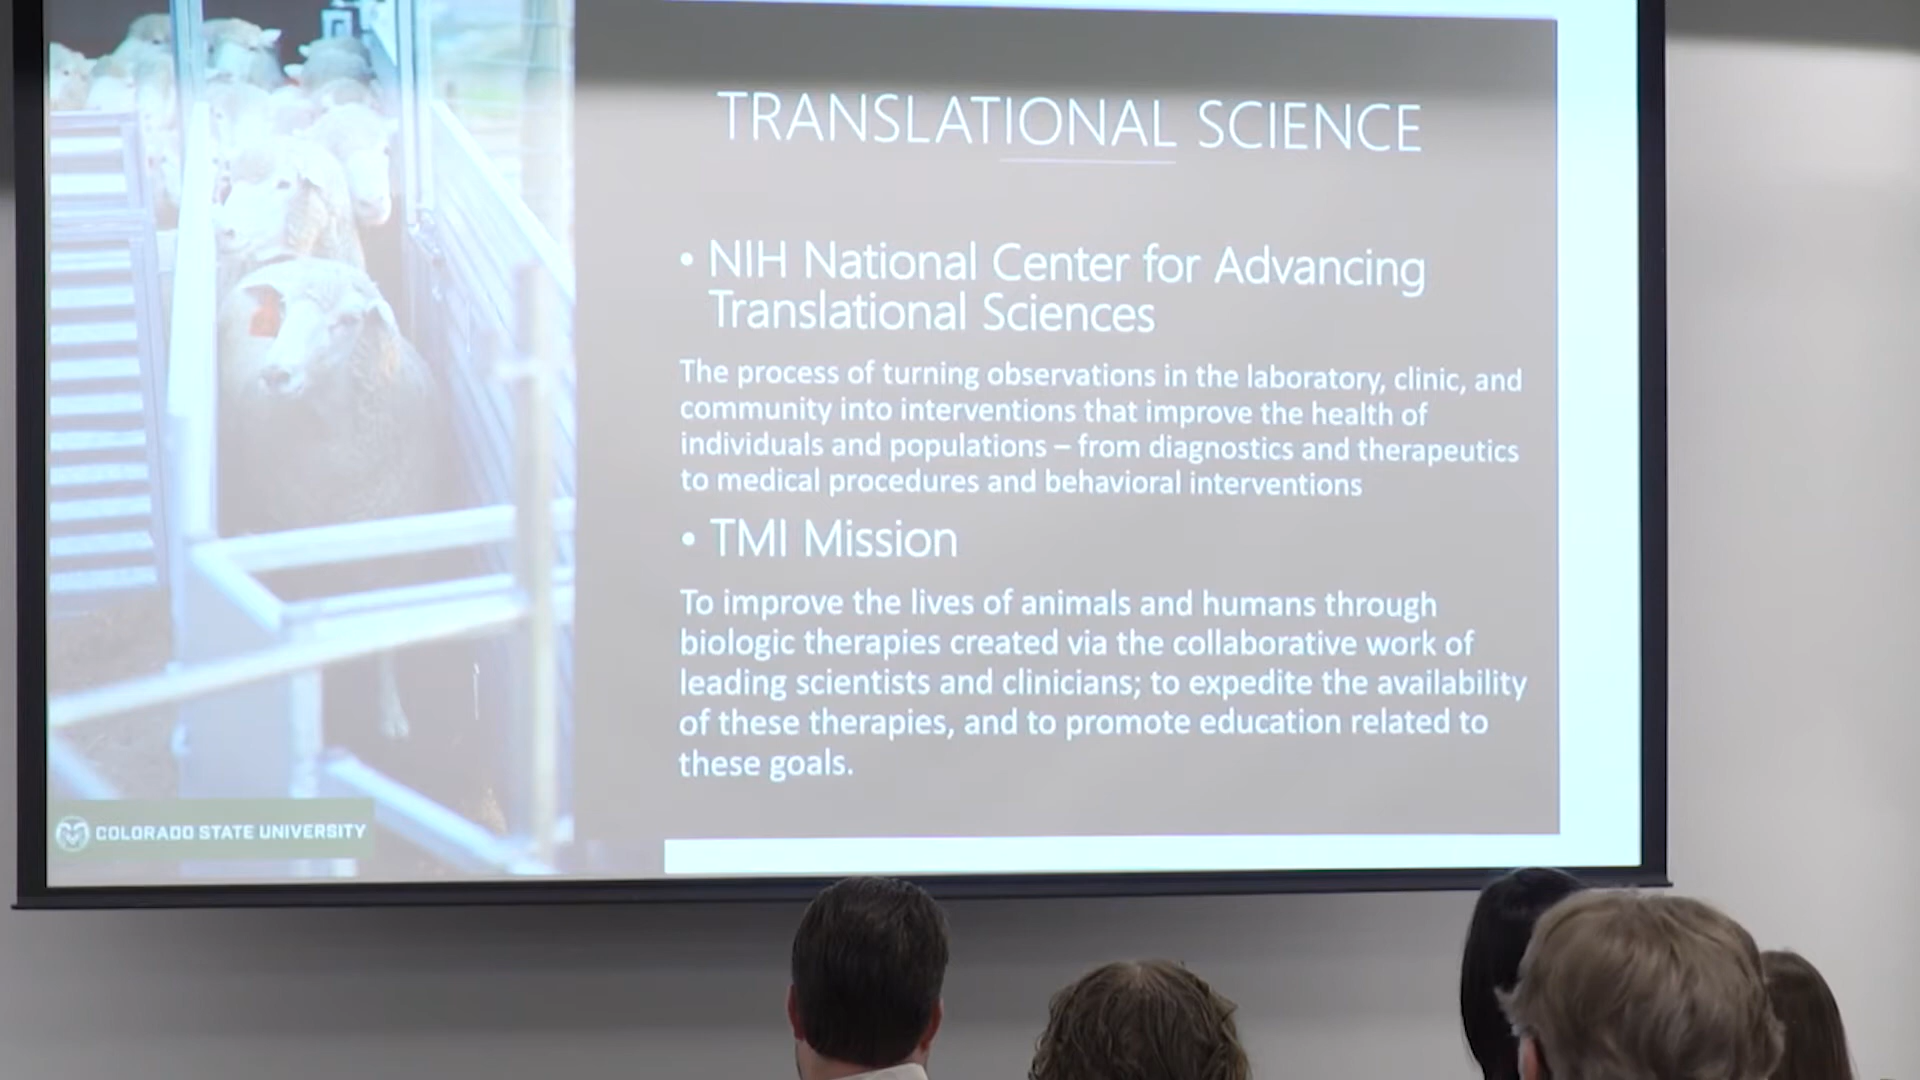 TRANSLATIONAL SCIENCE
• NIH National Center for Advancing
Translational Sciences
The process of turning observations in the laboratory, clinic, and
community into interventions that improve the health of
individuals and populations – from diagnostics and therapeutics
to medical procedures and behavioral interventions
• TMI Mission
To improve the lives of animals and humans through
biologic therapies created via the collaborative work of
leading scientists and clinicians; to expedite the availability
of these therapies, and to promote education related to
these goals.
COLORADO STATE UNIVERSITY